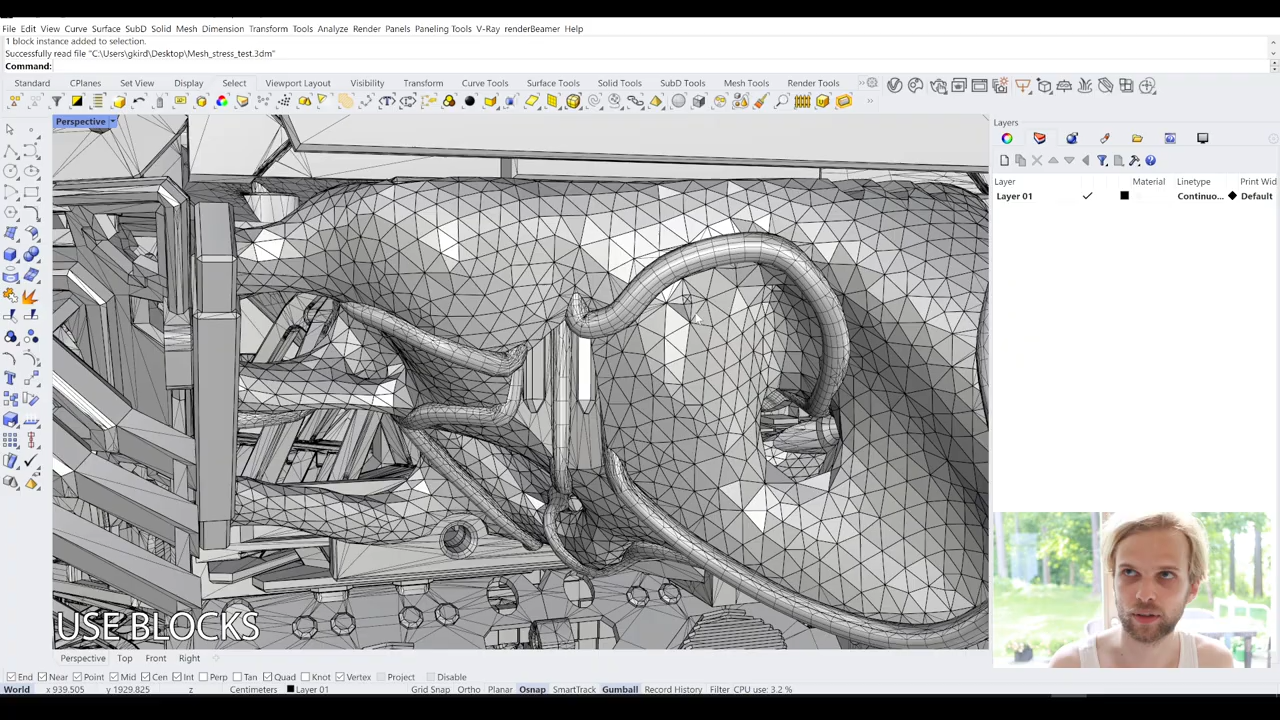 File Edit View Curve Surface SubD Solid Mesh Dimension Transform Tools Analyze Render Panels Paneling Tools V-Ray renderBeamer Help
1 block instance added to selection.
Successfully read file "C:\Users\gkird\Desktop\Mesh_stress_test.3dm"
Command:
Standard CPlanes Set View Display Select Viewport Layout Visibility Transform Curve Tools Surface Tools Solid Tools SubD Tools Mesh Tools Render Tools
Perspective
Layers
Layer Material Linetype Print Wid
Layer 01 Continuo... Default
USE BLOCKS
Perspective Top Front Right
End Near Point Mid Cen Int Perp Tan Quad Knot Vertex Project Disable
World x 939.505 y 1929.825 z Centimeters Layer 01 Grid Snap Ortho Planar Osnap SmartTrack Gumball Record History Filter CPU use: 3.2 %